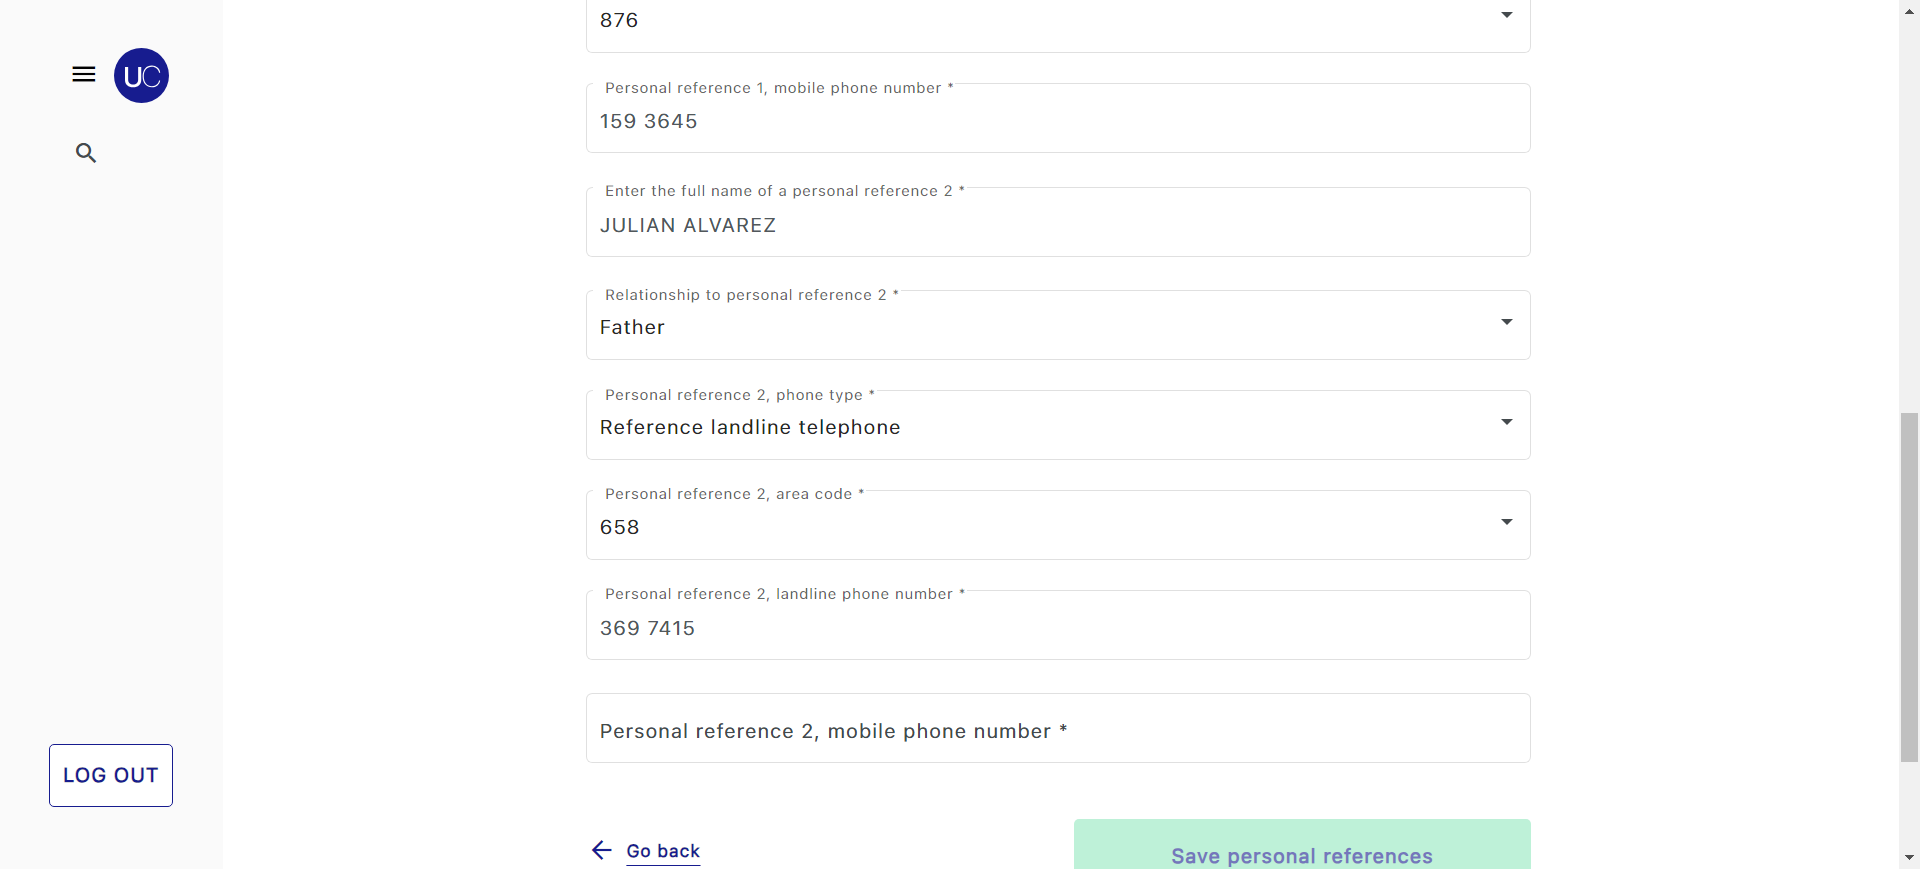 UC
LOG OUT
876
Personal reference 1, mobile phone number *
159 3645
Enter the full name of a personal reference 2 *
JULIAN ALVAREZ
Relationship to personal reference 2 *
Father
Personal reference 2, phone type *
Reference landline telephone
Personal reference 2, area code *
658
Personal reference 2, landline phone number *
369 7415
Personal reference 2, mobile phone number *
Go back
Save personal references